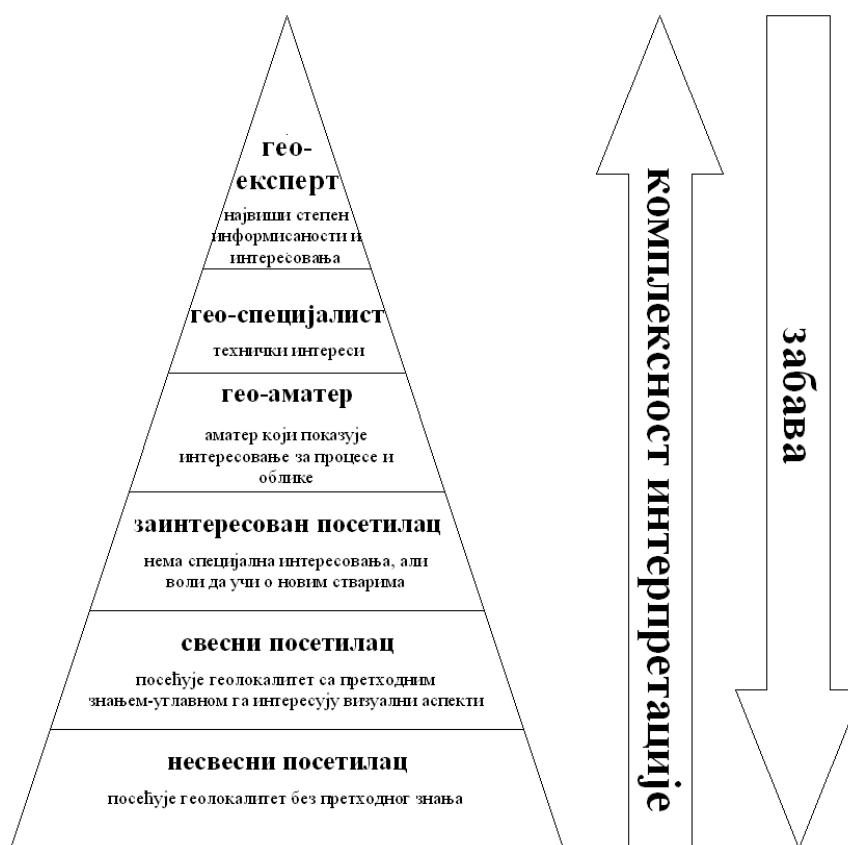 гео-
експерт
највиши степен
информисаности и
интересовања
гео-специјалист
технички интереси
гео-аматер
аматер који показује
интересовање за процесе и
облике
заинтересован посетилац
нема специјална интересовања, али
воли да учи о новим стварима
свесни посетилац
посећује геолокалитет са претходним
знањем-углавном га интересују визуални аспекти
несвесни посетилац
посећује геолокалитет без претходног знања
комплексност интерпретације
забава